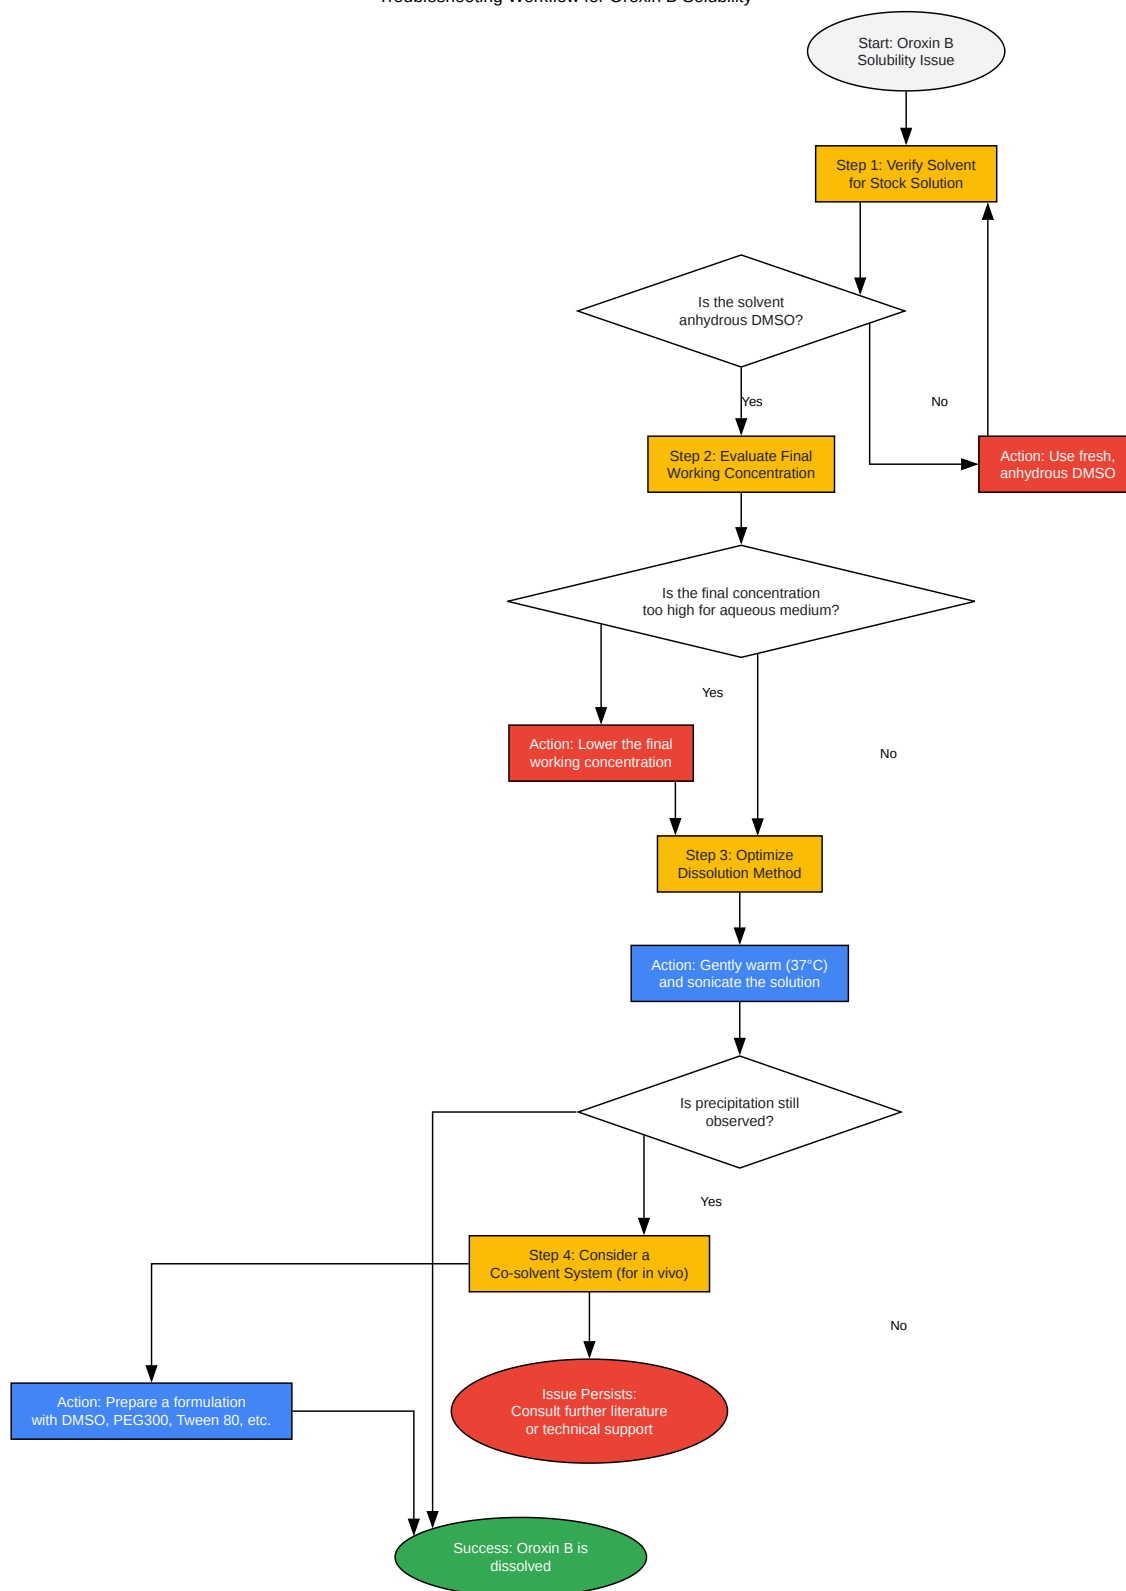 Troubleshooting Workflow for Oroxin B Solubility
Start: Oroxin B
Solubility Issue
Step 1: Verify Solvent
for Stock Solution
Is the solvent
anhydrous DMSO?
Yes
No
Step 2: Evaluate Final
Working Concentration
Action: Use fresh,
anhydrous DMSO
Is the final concentration
too high for aqueous medium?
Yes
Action: Lower the final
working concentration
No
Step 3: Optimize
Dissolution Method
Action: Gently warm (37°C)
and sonicate the solution
Is precipitation still
observed?
Yes
Step 4: Consider a
Co-solvent System (for in vivo)
No
Action: Prepare a formulation
with DMSO, PEG300, Tween 80, etc.
Issue Persists:
Consult further literature
or technical support
Success: Oroxin B is
dissolved